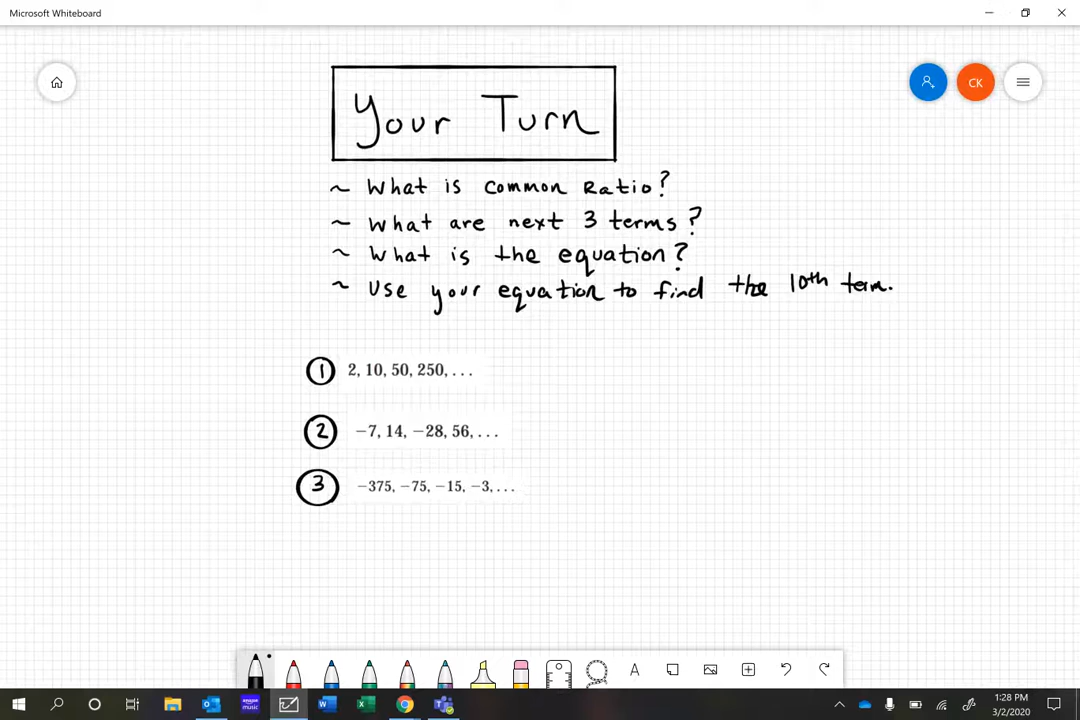 Microsoft Whiteboard
CK
Your Turn
~ What is common Ratio?
~ What are next 3 terms?
~ What is the equation?
~ Use your equation to find the 10th term.
① 2, 10, 50, 250, . . .
② −7, 14, −28, 56, . . .
③ −375, −75, −15, −3, . . .
A
1:28 PM
3/2/2020
amazon music